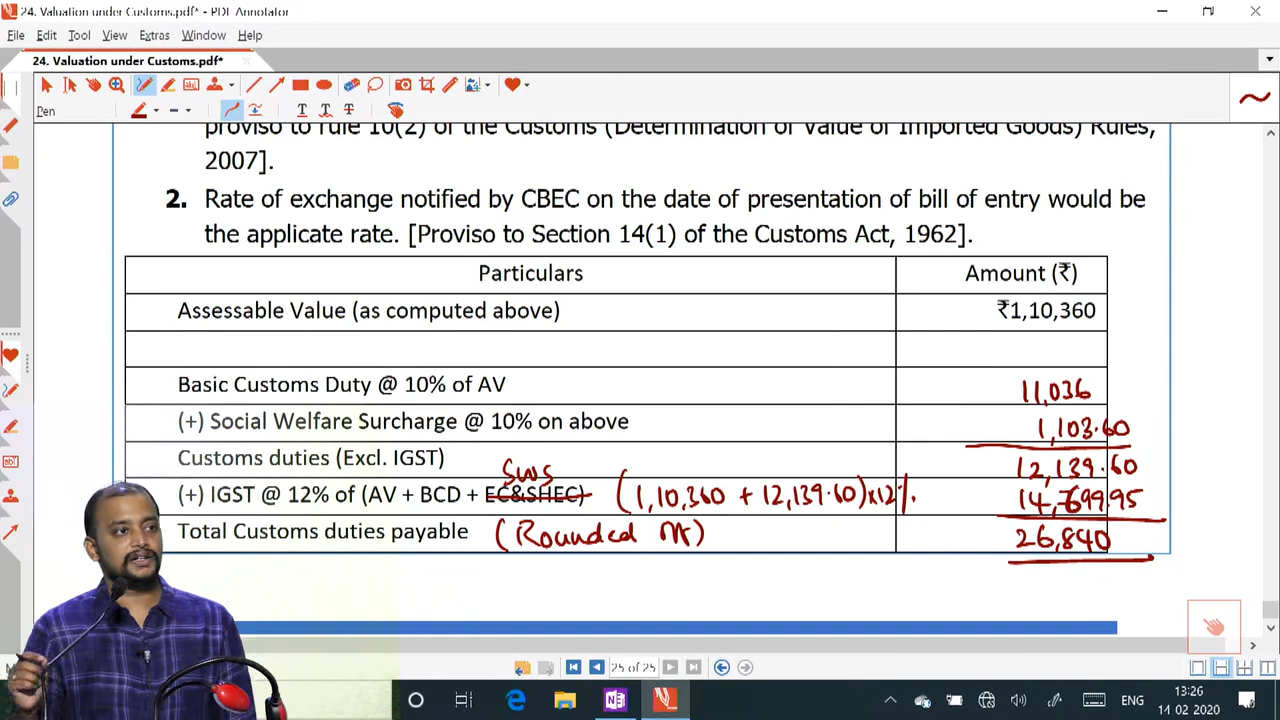 24. Valuation under Customs.pdf* - PDF Annotator
File Edit Tool View Extras Window Help
24. Valuation under Customs.pdf*
Pen
proviso to rule 10(2) of the Customs (Determination of Value of Imported Goods) Rules,
2007].
2. Rate of exchange notified by CBEC on the date of presentation of bill of entry would be
the applicate rate. [Proviso to Section 14(1) of the Customs Act, 1962].
Particulars Amount (₹)
Assessable Value (as computed above) ₹1,10,360
Basic Customs Duty @ 10% of AV 11,036
(+) Social Welfare Surcharge @ 10% on above 1,103.60
Customs duties (Excl. IGST) 12,139.60
SWS
(+) IGST @ 12% of (AV + BCD + EC&SHEC) (1,10,360 + 12,139.60)x12%. 14,699.95
Total Customs duties payable (Rounded off) 26,840
25 of 25
ENG
13:26
14-02-2020